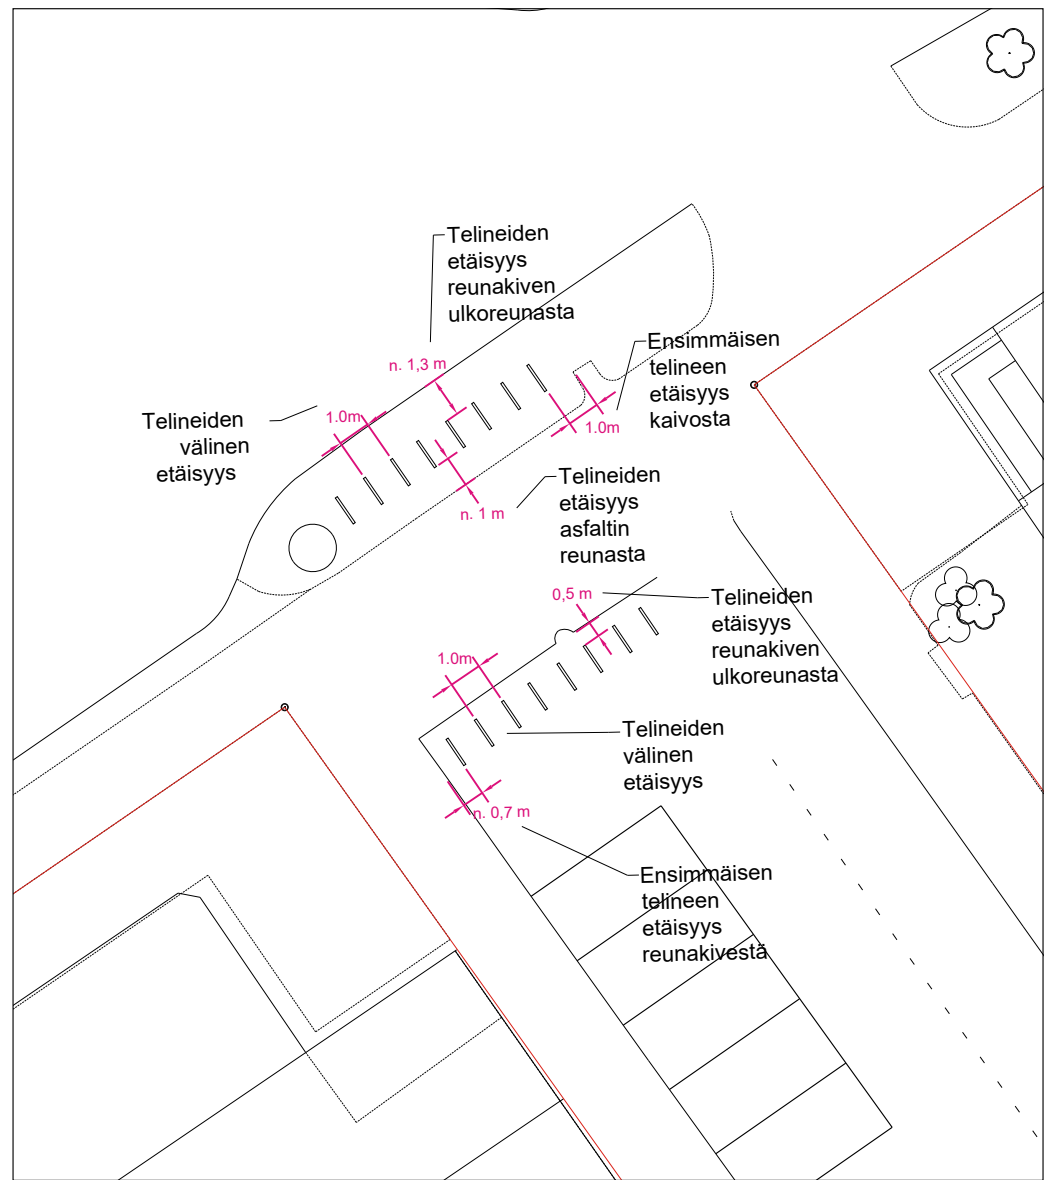 Telineiden
etäisyys
reunakiven
ulkoreunasta
n. 1,3 m
Ensimmäisen
telineen
etäisyys
kaivosta
1.0m
Telineiden
välinen
etäisyys
1.0m
Telineiden
etäisyys
asfaltin
reunasta
n. 1 m
0,5 m
Telineiden
etäisyys
reunakiven
ulkoreunasta
1.0m
Telineiden
välinen
etäisyys
n. 0,7 m
Ensimmäisen
telineen
etäisyys
reunakivestä